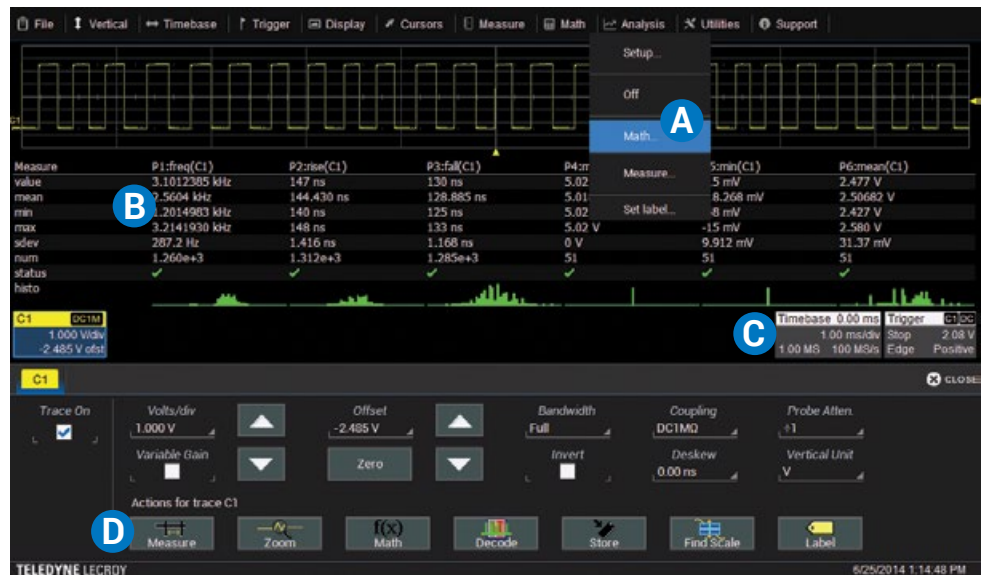 File Vertical Timebase Trigger Display Cursors Measure Math Analysis Utilities Support
Setup...
Off
Math...
A
Measure...
Set label...
C1
Measure P1:freq(C1) P2:rise(C1) P3:fall(C1) P4:m 5:min(C1) P6:mean(C1)
value 3.1012385 kHz 147 ns 130 ns 5.02 5 mV 2.477 V
mean 2.5604 kHz 144.430 ns 128.885 ns 5.01 8.268 mV 2.50682 V
B
min 1.2014983 kHz 140 ns 125 ns 5.02 8 mV 2.427 V
max 3.2141930 kHz 148 ns 133 ns 5.02 V -15 mV 2.580 V
sdev 287.2 Hz 1.416 ns 1.168 ns 0 V 9.912 mV 31.37 mV
num 1.260e+3 1.312e+3 1.285e+3 51 51 51
status
histo
C1 DC1M
1.000 V/div
-2.485 V ofst
C
Timebase 0.00 ms Trigger C1 DC
1.00 ms/div Stop 2.08 V
1.00 MS 100 MS/s Edge Positive
C1 CLOSE
Trace On Volts/div Offset Bandwidth Coupling Probe Atten.
1.000 V -2.485 V Full DC1MΩ ÷1
Variable Gain Zero Invert Deskew Vertical Unit
0.00 ns V
Actions for trace C1
D
Measure Zoom f(x) Math Decode Store Find Scale Label
TELEDYNE LECROY 6/25/2014 1:14:48 PM